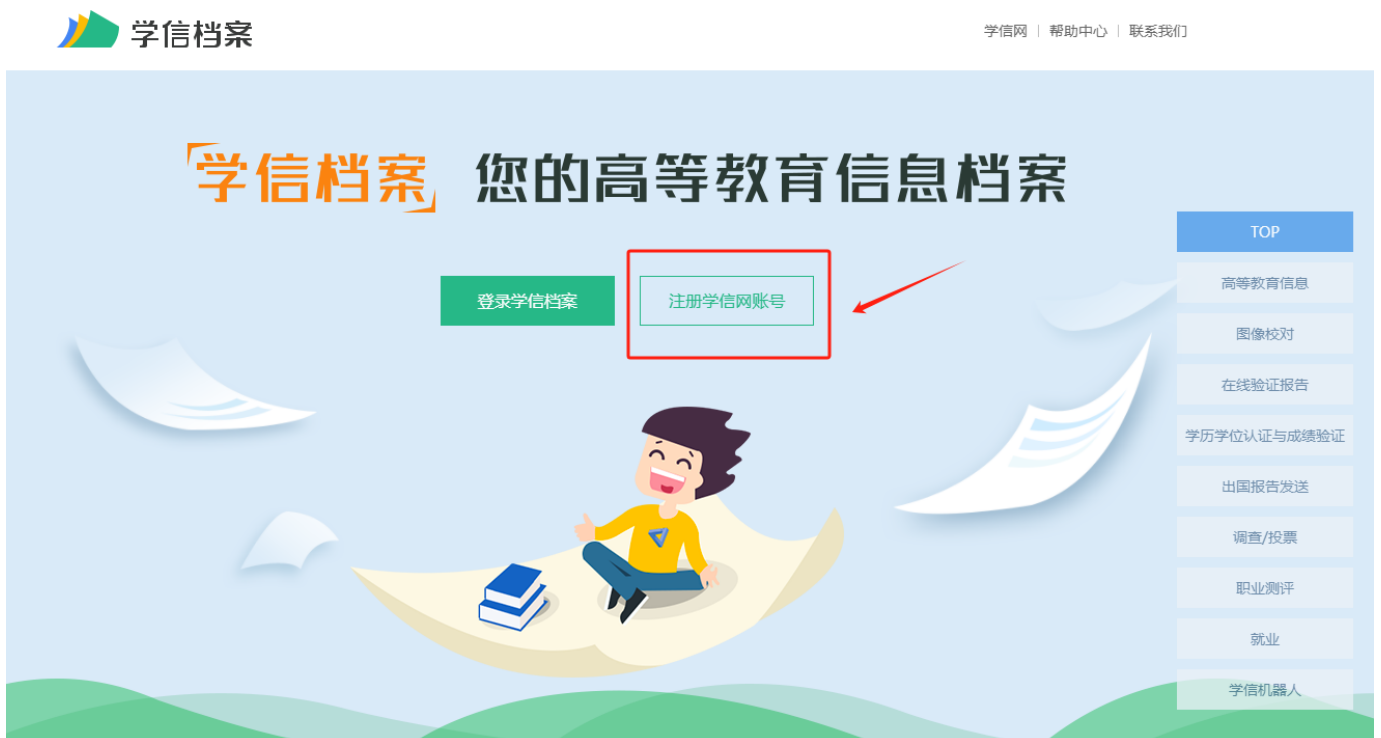 学信档案
学信网 | 帮助中心 | 联系我们
学信档案 您的高等教育信息档案
登录学信档案 注册学信网账号
TOP
高等教育信息
图像校对
在线验证报告
学历学位认证与成绩验证
出国报告发送
调查/投票
职业测评
就业
学信机器人